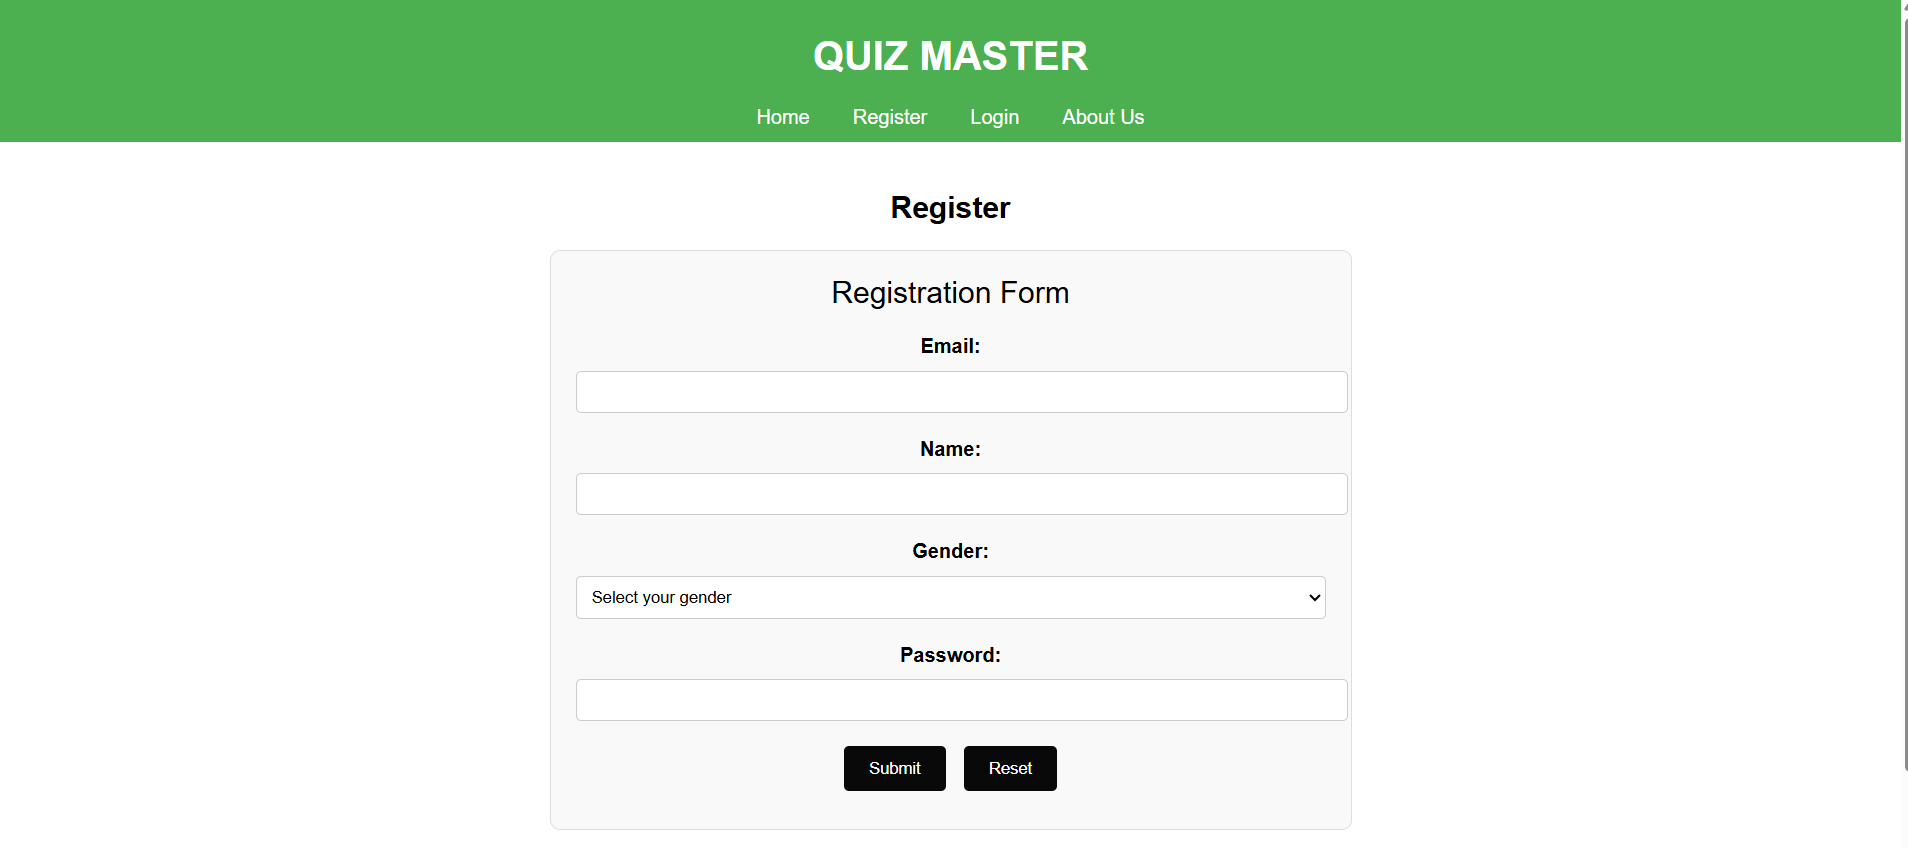 QUIZ MASTER
Home Register Login About Us
Register
Registration Form
Email:
Name:
Gender:
Select your gender
Password:
Submit Reset